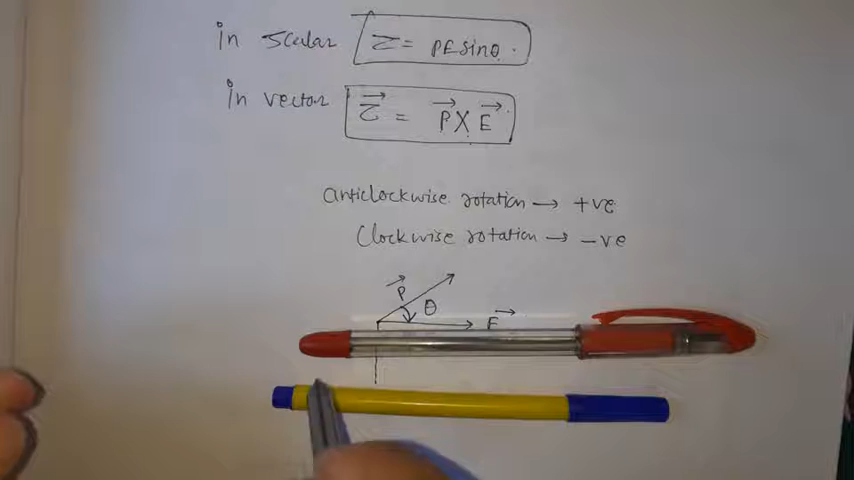 in scalar τ = PE sinθ.
in vector τ⃗ = P⃗ X E⃗
anticlockwise rotation → +ve
Clockwise rotation → -ve
P⃗
θ
E⃗